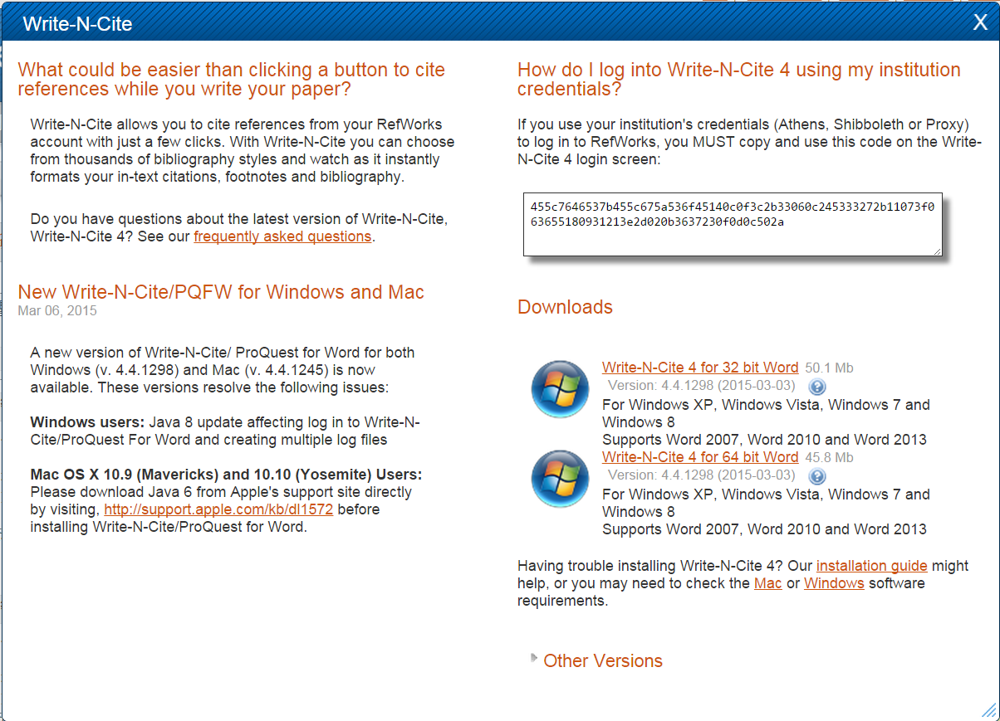 Write-N-Cite
X
What could be easier than clicking a button to cite
references while you write your paper?
Write-N-Cite allows you to cite references from your RefWorks
account with just a few clicks. With Write-N-Cite you can choose
from thousands of bibliography styles and watch as it instantly
formats your in-text citations, footnotes and bibliography.
Do you have questions about the latest version of Write-N-Cite,
Write-N-Cite 4? See our frequently asked questions.
New Write-N-Cite/PQFW for Windows and Mac
Mar 06, 2015
A new version of Write-N-Cite/ ProQuest for Word for both
Windows (v. 4.4.1298) and Mac (v. 4.4.1245) is now
available. These versions resolve the following issues:
Windows users: Java 8 update affecting log in to Write-N-
Cite/ProQuest For Word and creating multiple log files
Mac OS X 10.9 (Mavericks) and 10.10 (Yosemite) Users:
Please download Java 6 from Apple's support site directly
by visiting, http://support.apple.com/kb/dl1572 before
installing Write-N-Cite/ProQuest for Word.
How do I log into Write-N-Cite 4 using my institution
credentials?
If you use your institution's credentials (Athens, Shibboleth or Proxy)
to log in to RefWorks, you MUST copy and use this code on the Write-
N-Cite 4 login screen:
455c7646537b455c675a536f45140c0f3c2b33060c245333272b11073f0
63655180931213e2d020b3637230f0d0c502a
Downloads
Write-N-Cite 4 for 32 bit Word 50.1 Mb
Version: 4.4.1298 (2015-03-03) ?
For Windows XP, Windows Vista, Windows 7 and
Windows 8
Supports Word 2007, Word 2010 and Word 2013
Write-N-Cite 4 for 64 bit Word 45.8 Mb
Version: 4.4.1298 (2015-03-03) ?
For Windows XP, Windows Vista, Windows 7 and
Windows 8
Supports Word 2007, Word 2010 and Word 2013
Having trouble installing Write-N-Cite 4? Our installation guide might
help, or you may need to check the Mac or Windows software
requirements.
Other Versions